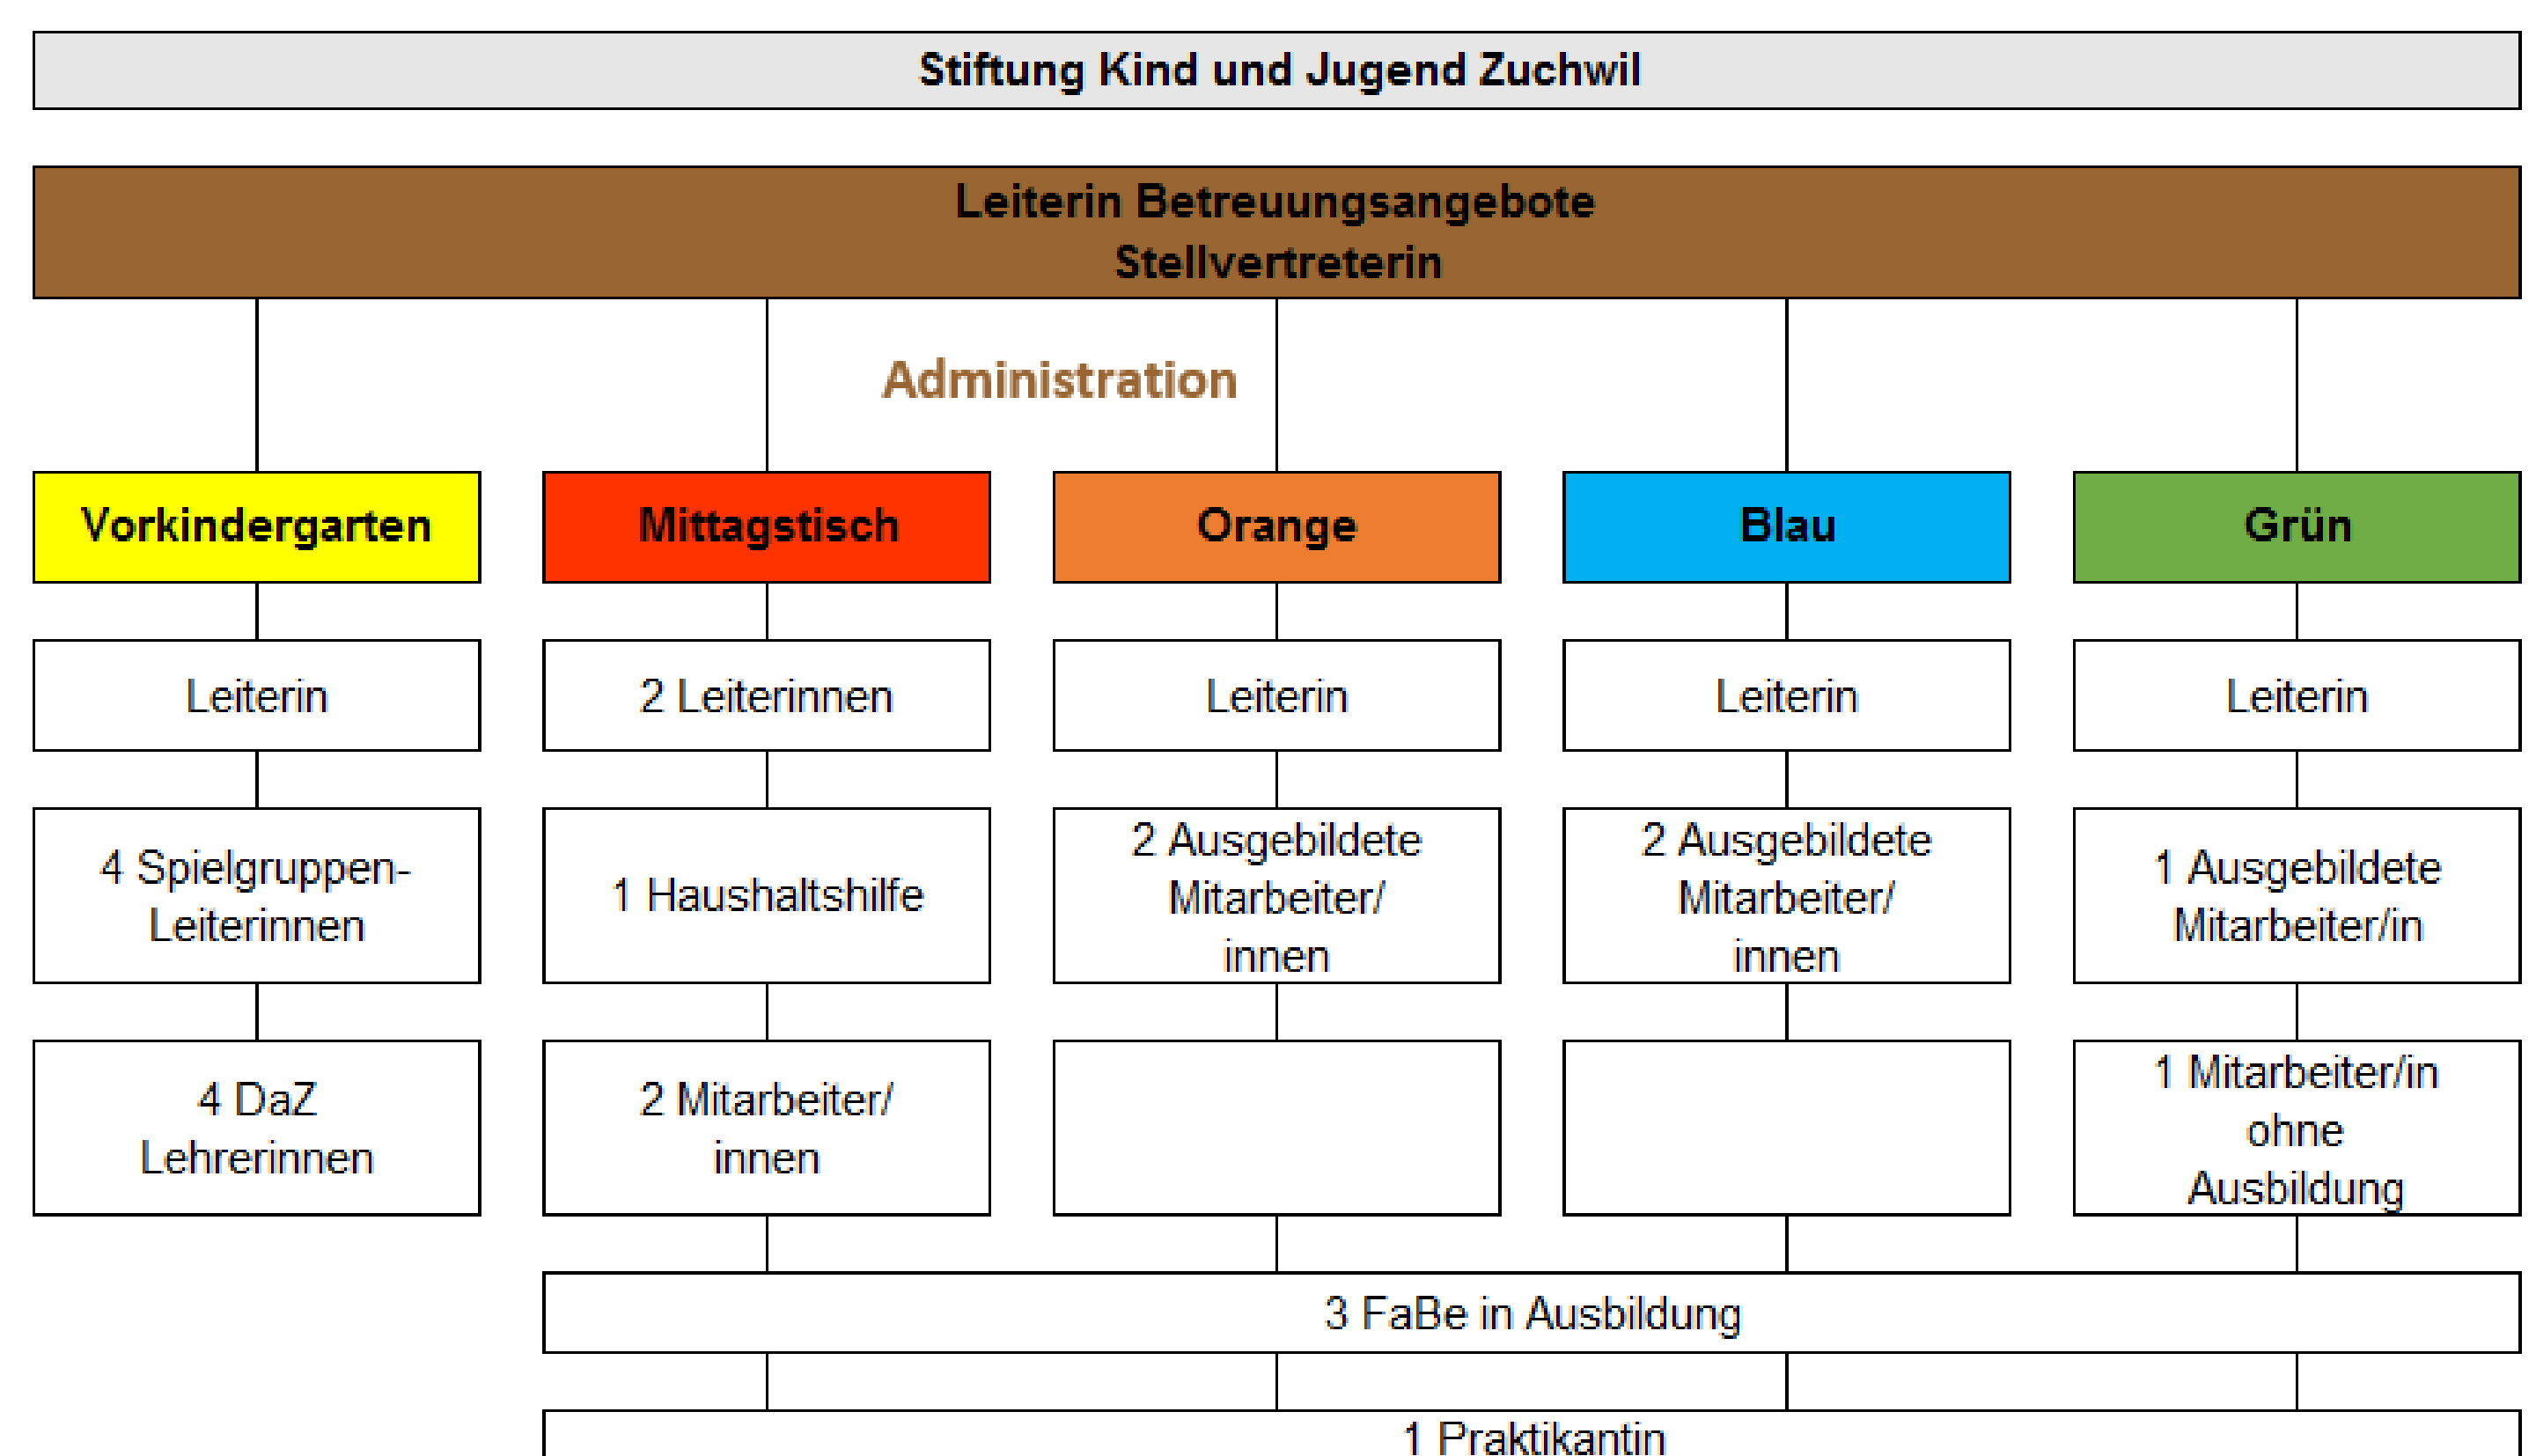 Stiftung Kind und Jugend Zuchwil
Leiterin Betreuungsangebote
Stellvertreterin
Administration
Vorkindergarten
Mittagstisch
Orange
Blau
Grün
Leiterin
2 Leiterinnen
Leiterin
Leiterin
Leiterin
4 Spielgruppen-
Leiterinnen
1 Haushaltshilfe
2 Ausgebildete
Mitarbeiter/
innen
2 Ausgebildete
Mitarbeiter/
innen
1 Ausgebildete
Mitarbeiter/in
4 DaZ
Lehrerinnen
2 Mitarbeiter/
innen
1 Mitarbeiter/in
ohne
Ausbildung
3 FaBe in Ausbildung
1 Praktikantin